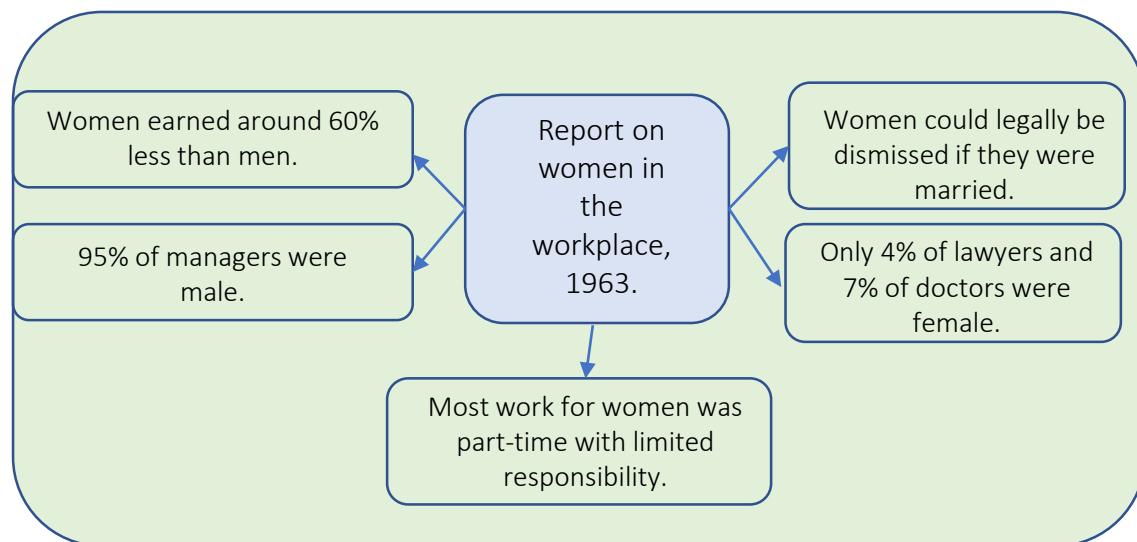 Women earned around 60%
less than men.
95% of managers were
male.
Report on
women in
the
workplace,
1963.
Women could legally be
dismissed if they were
married.
Only 4% of lawyers and
7% of doctors were
female.
Most work for women was
part-time with limited
responsibility.